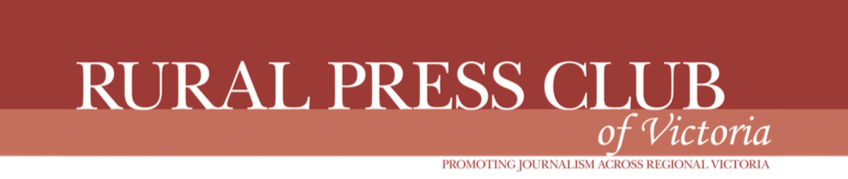 RURAL PRESS CLUB
of Victoria
PROMOTING JOURNALISM ACROSS REGIONAL VICTORIA